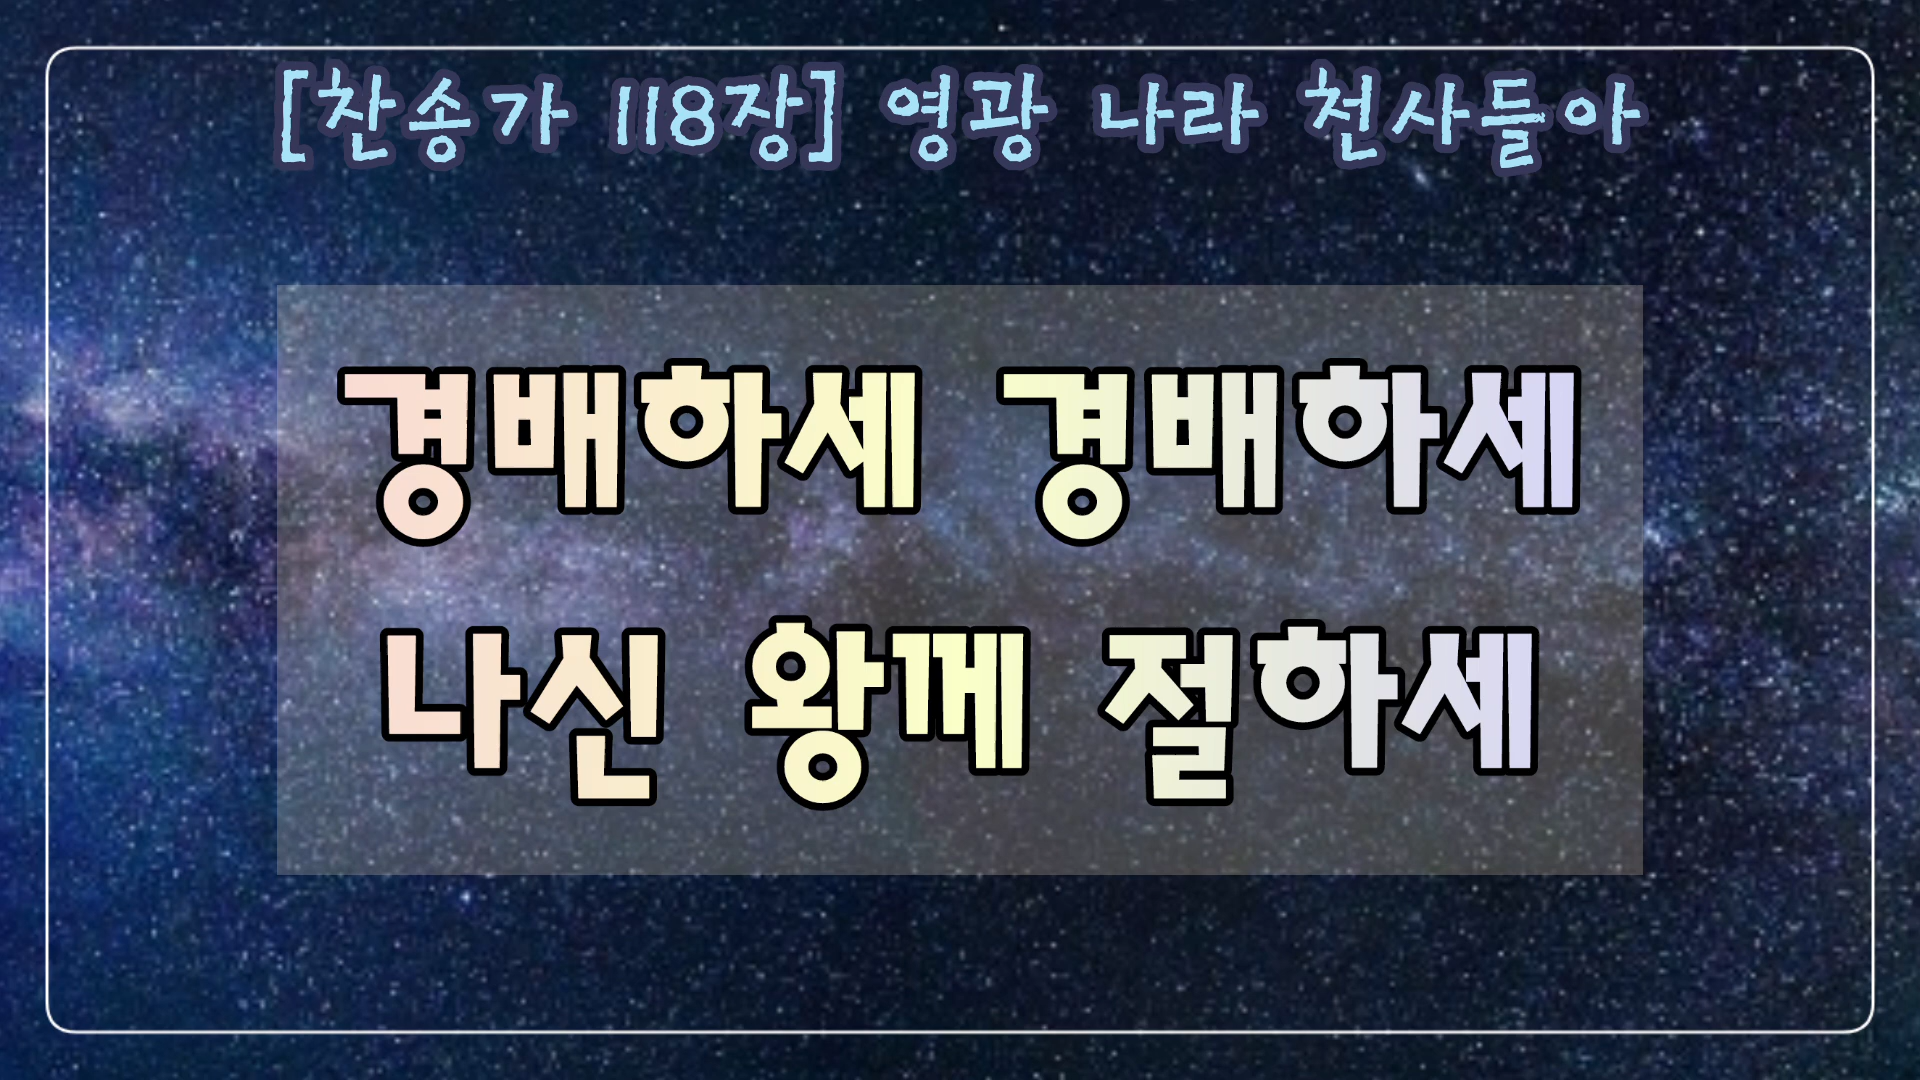 [찬송가 118장] 영광 나라 천사들아
경배하세 경배하세
나신 왕께 절하세